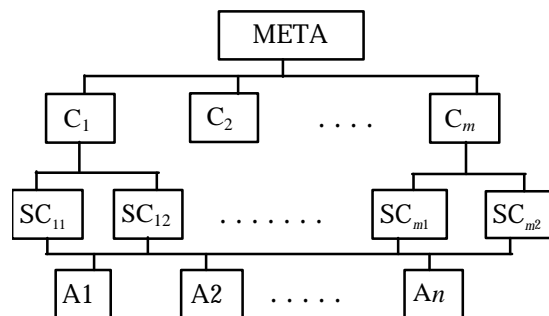 META
C₁ C₂ . . . . Cₘ
SC₁₁ SC₁₂ . . . . . . . SCₘ₁ SCₘ₂
A1 A2 . . . . . An